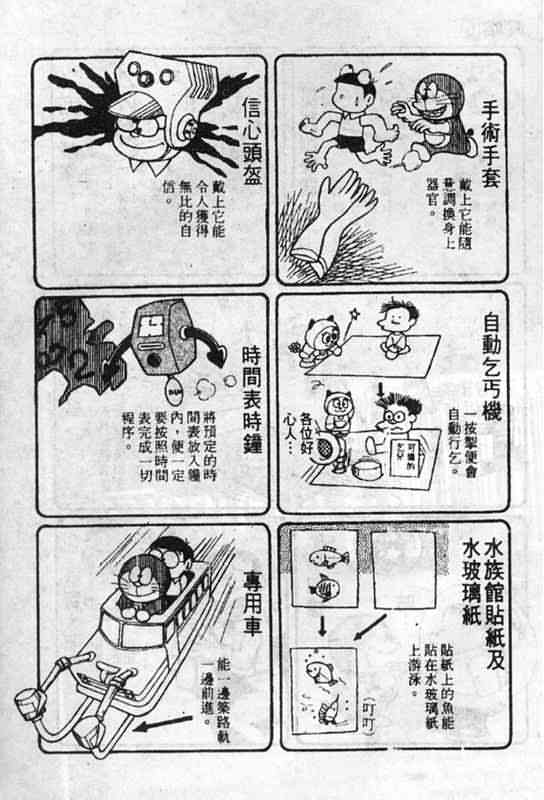 手術手套
戴上它能隨
意調換身上
器官。
信心頭盔
戴上它能
令人獲得
無比的自
信。
自動乞丐機
一按掣便會
自動行乞。
各位好
心人…
可憐的
時間表時鐘
將預定的時
間表放入鐘
內，便一定
要按照時間
表完成一切
程序。
水族館貼紙及
水玻璃紙
貼紙上的魚能
貼在水玻璃紙
上游泳。
(叮叮)
專用車
能一邊築路軌
一邊前進。